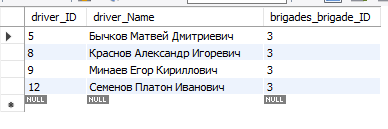 driver_ID driver_Name brigades_brigade_ID
5 Бычков Матвей Дмитриевич 3
8 Краснов Александр Игоревич 3
9 Минаев Егор Кириллович 3
12 Семенов Платон Иванович 3
NULL NULL NULL